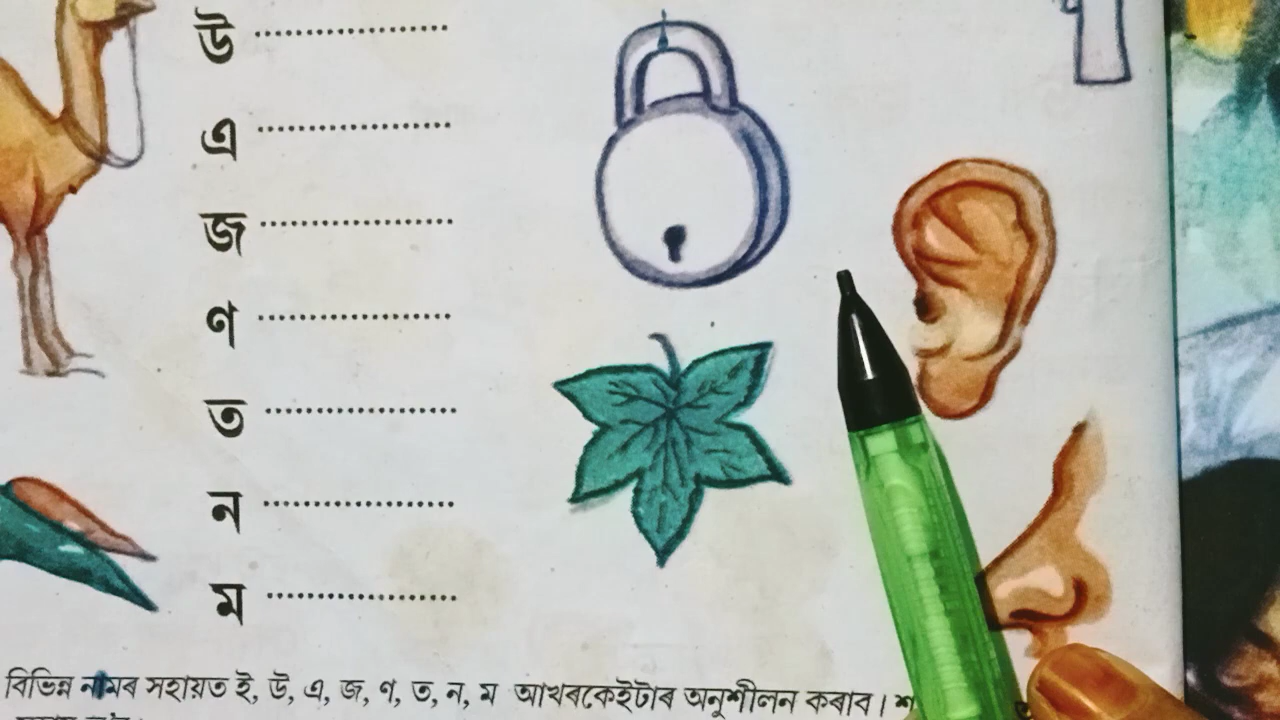 উ ....................
এ ....................
জ ....................
ণ ....................
ত ....................
ন ....................
ম ....................
বিভিন্ন নামৰ সহায়ত ই, উ, এ, জ, ণ, ত, ন, ম আখৰকেইটাৰ অনুশীলন কৰাব।